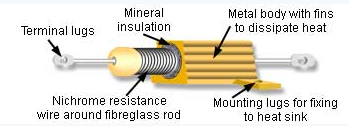 Terminal lugs
Mineral
insulation
Metal body with fins
to dissipate heat
Nichrome resistance
wire around fibreglass rod
Mounting lugs for fixing
to heat sink